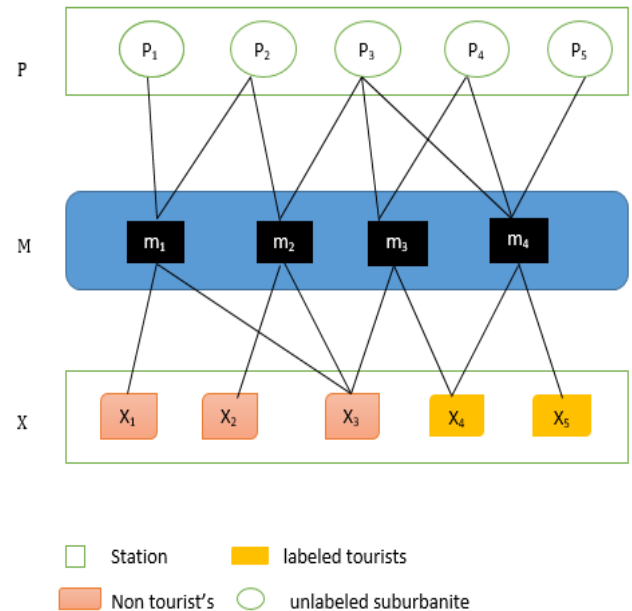 P
P₁ P₂ P₃ P₄ P₅
M
m₁ m₂ m₃ m₄
X
X₁ X₂ X₃ X₄ X₅
Station labeled tourists
Non tourist's unlabeled suburbanite